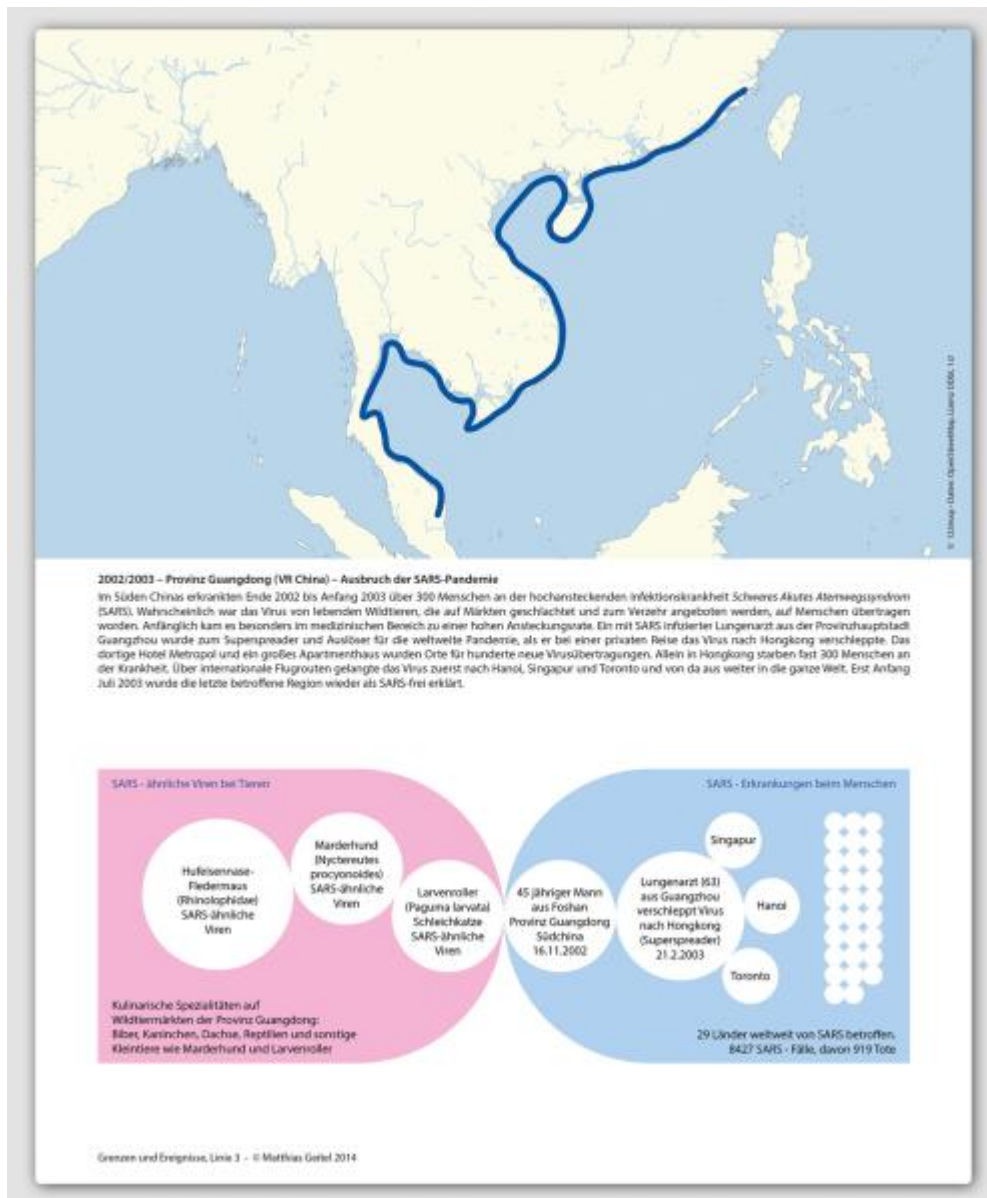 © U.Imap - Daten: OpenStreetMap, Lizenz ODbL 1.0
2002/2003 – Provinz Guangdong (VR China) – Ausbruch der SARS-Pandemie
Im Süden Chinas erkrankten Ende 2002 bis Anfang 2003 über 300 Menschen an der hochansteckenden Infektionskrankheit Schweres Akutes Atemwegssyndrom
(SARS). Wahrscheinlich war das Virus von lebenden Wildtieren, die auf Märkten geschlachtet und zum Verzehr angeboten werden, auf Menschen übertragen
worden. Anfänglich kam es besonders im medizinischen Bereich zu einer hohen Ansteckungsrate. Ein mit SARS infizierter Lungenarzt aus der Provinzhauptstadt
Guangzhou wurde zum Superspreader und Auslöser für die weltweite Pandemie, als er bei einer privaten Reise das Virus nach Hongkong verschleppte. Das
dortige Hotel Metropol und ein großes Apartmenthaus wurden Orte für hunderte neue Virusübertragungen. Allein in Hongkong starben fast 300 Menschen an
der Krankheit. Über internationale Flugrouten gelangte das Virus zuerst nach Hanoi, Singapur und Toronto und von da aus weiter in die ganze Welt. Erst Anfang
Juli 2003 wurde die letzte betroffene Region wieder als SARS-frei erklärt.
SARS - ähnliche Viren bei Tieren
Hufeisennase-
Fledermaus
(Rhinolophidae)
SARS-ähnliche
Viren
Marderhund
(Nyctereutes
procyonoides)
SARS-ähnliche
Viren
Larvenroller
(Paguma larvata)
Schleichkatze
SARS-ähnliche
Viren
Kulinarische Spezialitäten auf
Wildtiermärkten der Provinz Guangdong:
Biber, Kaninchen, Dachse, Reptilien und sonstige
Kleintiere wie Marderhund und Larvenroller
SARS - Erkrankungen beim Menschen
45 jähriger Mann
aus Foshan
Provinz Guangdong
Südchina
16.11.2002
Lungenarzt (63)
aus Guangzhou
verschleppt Virus
nach Hongkong
(Superspreader)
21.2.2003
Singapur
Hanoi
Toronto
29 Länder weltweit von SARS betroffen.
8427 SARS - Fälle, davon 919 Tote
Grenzen und Ereignisse, Linie 3 - © Matthias Geitel 2014